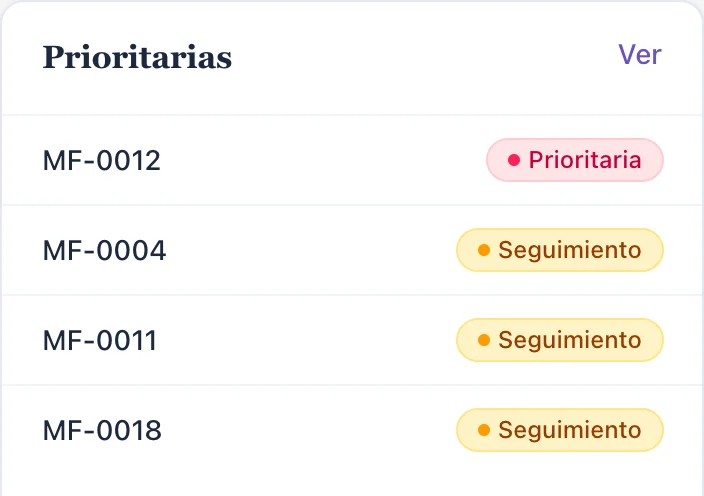 Prioritarias Ver
MF-0012 Prioritaria
MF-0004 Seguimiento
MF-0011 Seguimiento
MF-0018 Seguimiento